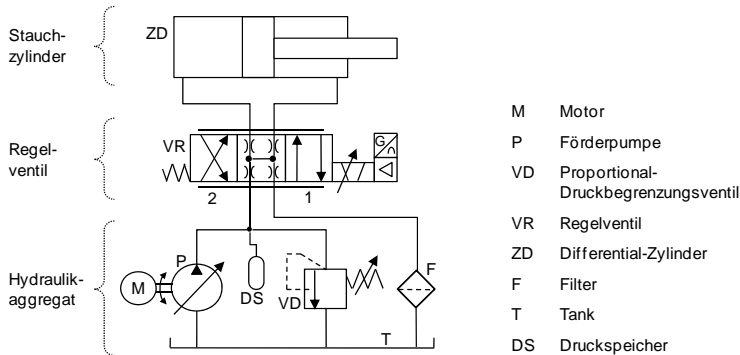 Stauch-
zylinder
ZD
Regel-
ventil
VR
G
2
1
Hydraulik-
aggregat
M
P
DS
VD
F
T
M Motor
P Förderpumpe
VD Proportional-
Druckbegrenzungsventil
VR Regelventil
ZD Differential-Zylinder
F Filter
T Tank
DS Druckspeicher